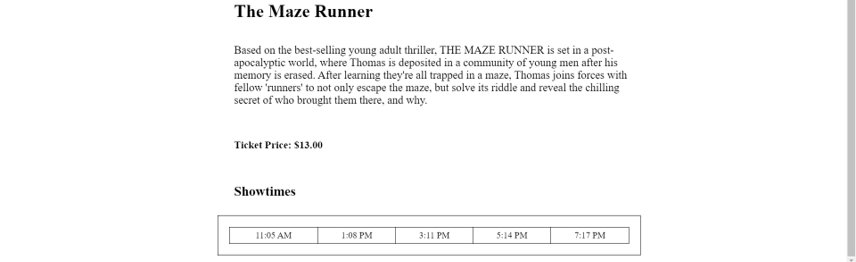 The Maze Runner
Based on the best-selling young adult thriller, THE MAZE RUNNER is set in a post-
apocalyptic world, where Thomas is deposited in a community of young men after his
memory is erased. After learning they're all trapped in a maze, Thomas joins forces with
fellow 'runners' to not only escape the maze, but solve its riddle and reveal the chilling
secret of who brought them there, and why.
Ticket Price: $13.00
Showtimes
11:05 AM 1:08 PM 3:11 PM 5:14 PM 7:17 PM